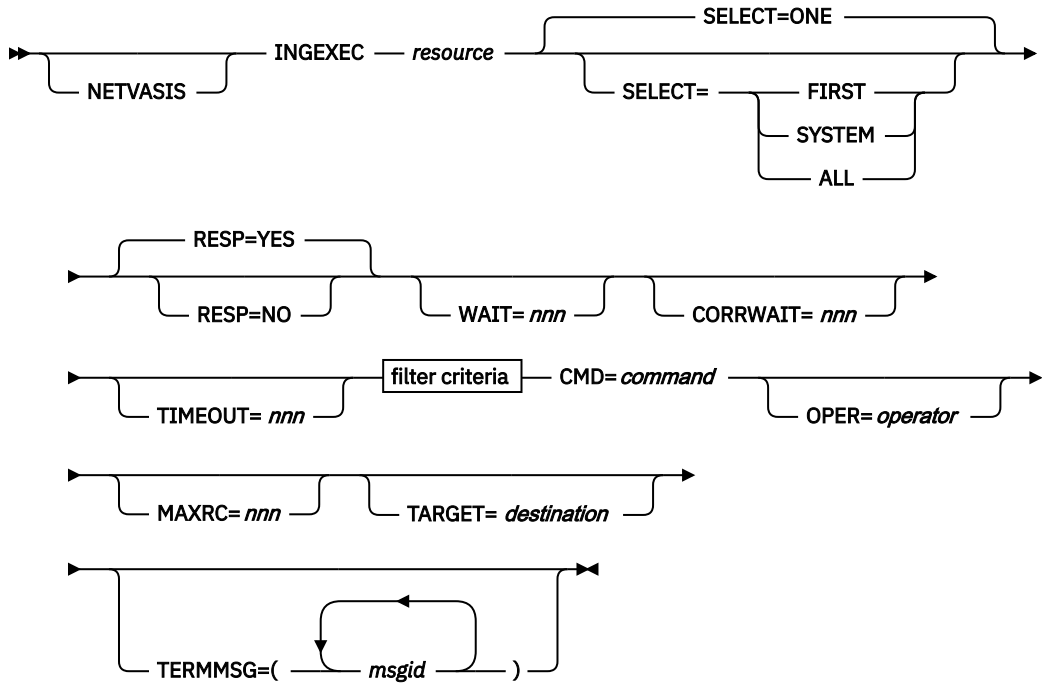 SELECT=ONE
INGEXEC resource
NETVASIS
SELECT= FIRST
SYSTEM
ALL
RESP=YES
RESP=NO
WAIT= nnn
CORRWAIT= nnn
filter criteria
CMD= command
TIMEOUT= nnn
OPER= operator
MAXRC= nnn
TARGET= destination
TERMMSG=( msgid )